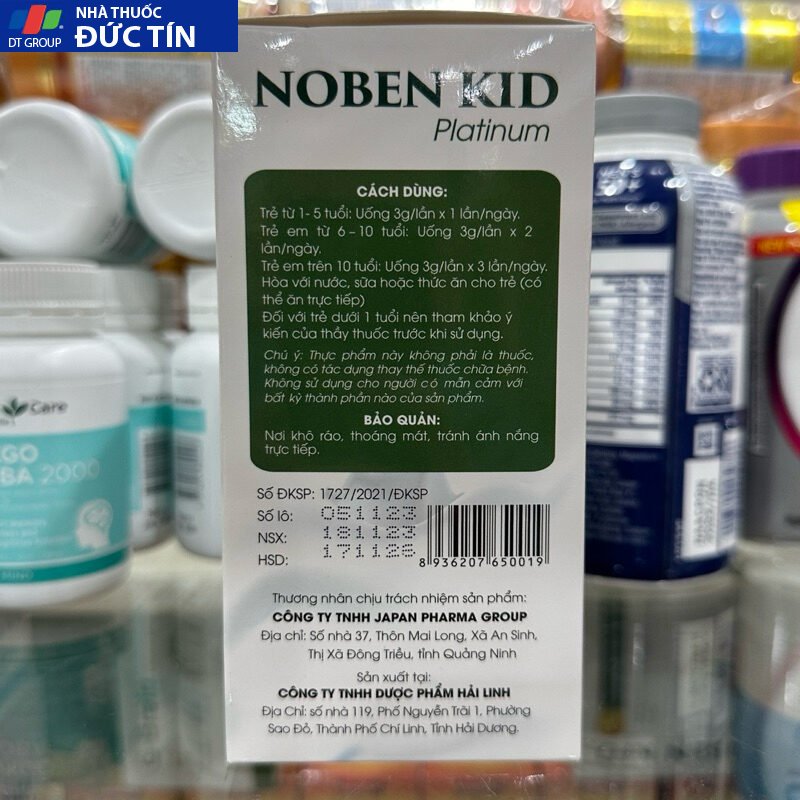 NHÀ THUỐC
DT GROUP
ĐỨC TÍN
NOBEN KID
Platinum
CÁCH DÙNG:
Trẻ từ 1- 5 tuổi: Uống 3g/lần x 1 lần/ngày.
Trẻ em từ 6 – 10 tuổi: Uống 3g/lần x 2
lần/ngày.
Trẻ em trên 10 tuổi: Uống 3g/lần x 3 lần/ngày.
Hòa với nước, sữa hoặc thức ăn cho trẻ (có
thể ăn trực tiếp)
Đối với trẻ dưới 1 tuổi nên tham khảo ý
kiến của thầy thuốc trước khi sử dụng.
Chú ý: Thực phẩm này không phải là thuốc,
không có tác dụng thay thế thuốc chữa bệnh.
Không sử dụng cho người có mẫn cảm với
bất kỳ thành phần nào của sản phẩm.
BẢO QUẢN:
Nơi khô ráo, thoáng mát, tránh ánh nắng
trực tiếp.
Số ĐKSP: 1727/2021/ĐKSP
Số lô: 051123
NSX: 181123
HSD: 171126
8 936207 650019
Thương nhân chịu trách nhiệm sản phẩm:
CÔNG TY TNHH JAPAN PHARMA GROUP
Địa chỉ: Số nhà 37, Thôn Mai Long, Xã An Sinh,
Thị Xã Đông Triều, tỉnh Quảng Ninh
Sản xuất tại:
CÔNG TY TNHH DƯỢC PHẨM HẢI LINH
Địa Chỉ: số nhà 119, Phố Nguyễn Trãi 1, Phường
Sao Đỏ, Thành Phố Chí Linh, Tỉnh Hải Dương.
Care
GO
BA 2000